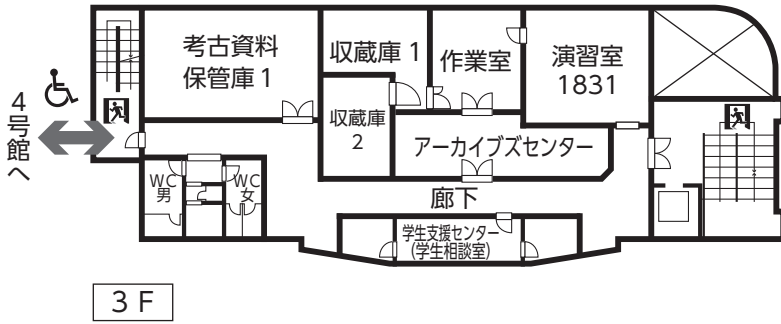 考古資料
保管庫1
収蔵庫1
作業室
演習室
1831
収蔵庫
2
アーカイブズセンター
4号館へ
WC
男
WC
女
廊下
学生支援センター
(学生相談室)
3F